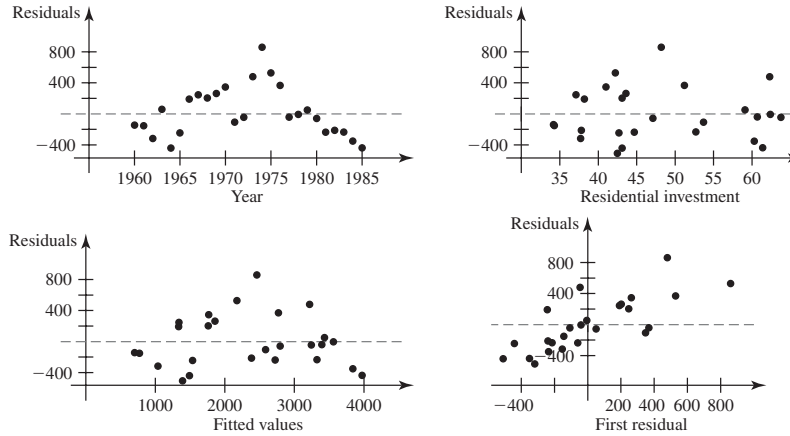 Residuals
800
400
−400
1960 1965 1970 1975 1980 1985
Year
Residuals
800
400
−400
35 40 45 50 55 60
Residential investment
Residuals
800
400
−400
1000 2000 3000 4000
Fitted values
Residuals
800
400
−400
−400 200 400 600 800
First residual